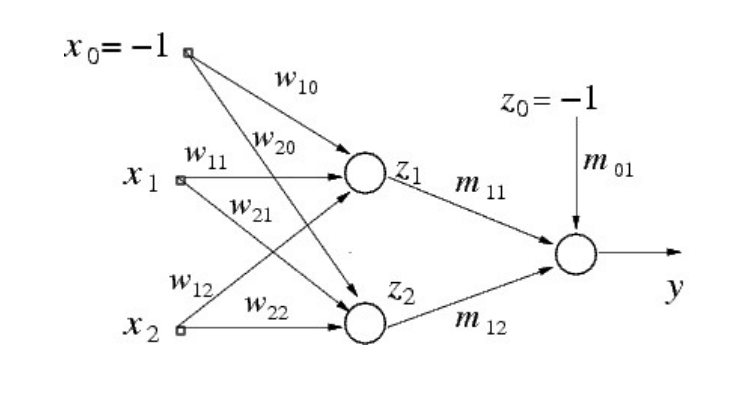 x₀ = −1
w₁₀
z₀ = −1
w₂₀
w₁₁
x₁
z₁
m₀₁
m₁₁
w₂₁
w₁₂
z₂
y
w₂₂
x₂
m₁₂